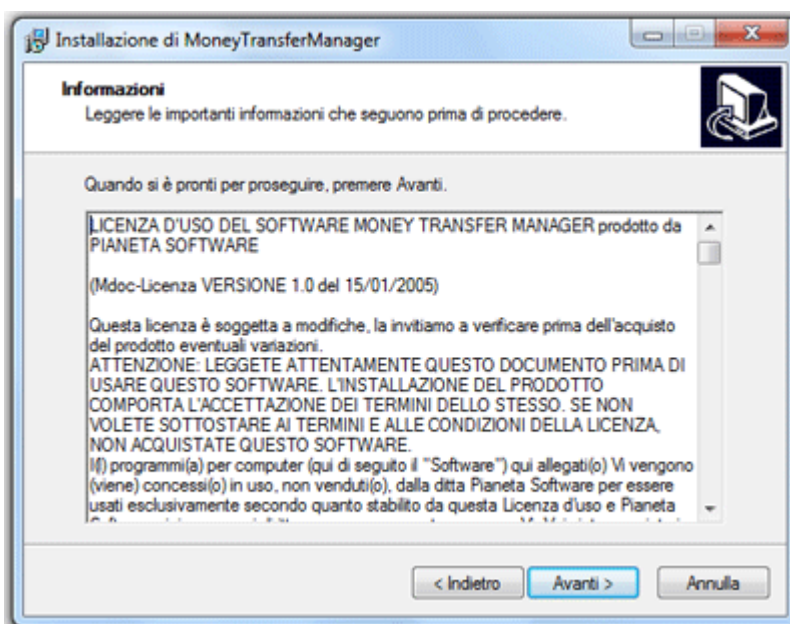 Installazione di MoneyTransferManager
Informazioni
Leggere le importanti informazioni che seguono prima di procedere.
Quando si è pronti per proseguire, premere Avanti.
LICENZA D'USO DEL SOFTWARE MONEY TRANSFER MANAGER prodotto da
PIANETA SOFTWARE
(Mdoc-Licenza VERSIONE 1.0 del 15/01/2005)
Questa licenza è soggetta a modifiche, la invitiamo a verificare prima dell'acquisto
del prodotto eventuali variazioni.
ATTENZIONE: LEGGETE ATTENTAMENTE QUESTO DOCUMENTO PRIMA DI
USARE QUESTO SOFTWARE. L'INSTALLAZIONE DEL PRODOTTO
COMPORTA L'ACCETTAZIONE DEI TERMINI DELLO STESSO. SE NON
VOLETE SOTTOSTARE AI TERMINI E ALLE CONDIZIONI DELLA LICENZA,
NON ACQUISTATE QUESTO SOFTWARE.
I(l) programmi(a) per computer (qui di seguito il "Software") qui allegati(o) Vi vengono
(viene) concessi(o) in uso, non venduti(o), dalla ditta Pianeta Software per essere
usati esclusivamente secondo quanto stabilito da questa Licenza d'uso e Pianeta
< Indietro
Avanti >
Annulla